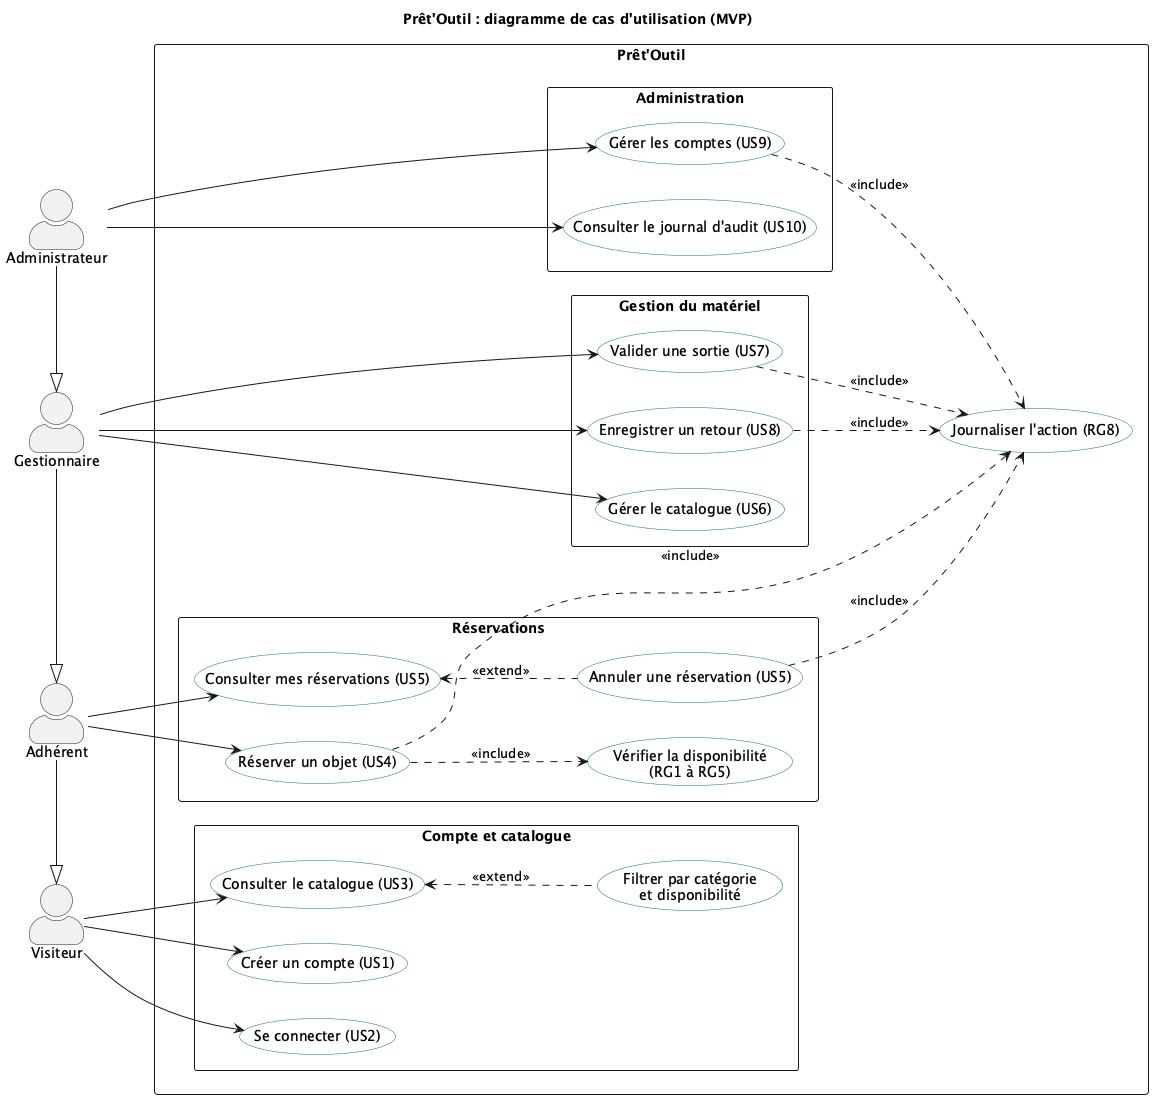 Prêt'Outil : diagramme de cas d'utilisation (MVP)
Prêt'Outil
Administration
Gérer les comptes (US9)
«include»
Consulter le journal d'audit (US10)
Administrateur
Gestion du matériel
Valider une sortie (US7)
«include»
Enregistrer un retour (US8)
«include»
Journaliser l'action (RG8)
Gestionnaire
Gérer le catalogue (US6)
«include»
«include»
Réservations
Consulter mes réservations (US5)
«extend»
Annuler une réservation (US5)
Adhérent
Réserver un objet (US4)
«include»
Vérifier la disponibilité
(RG1 à RG5)
Compte et catalogue
Consulter le catalogue (US3)
«extend»
Filtrer par catégorie
et disponibilité
Visiteur
Créer un compte (US1)
Se connecter (US2)